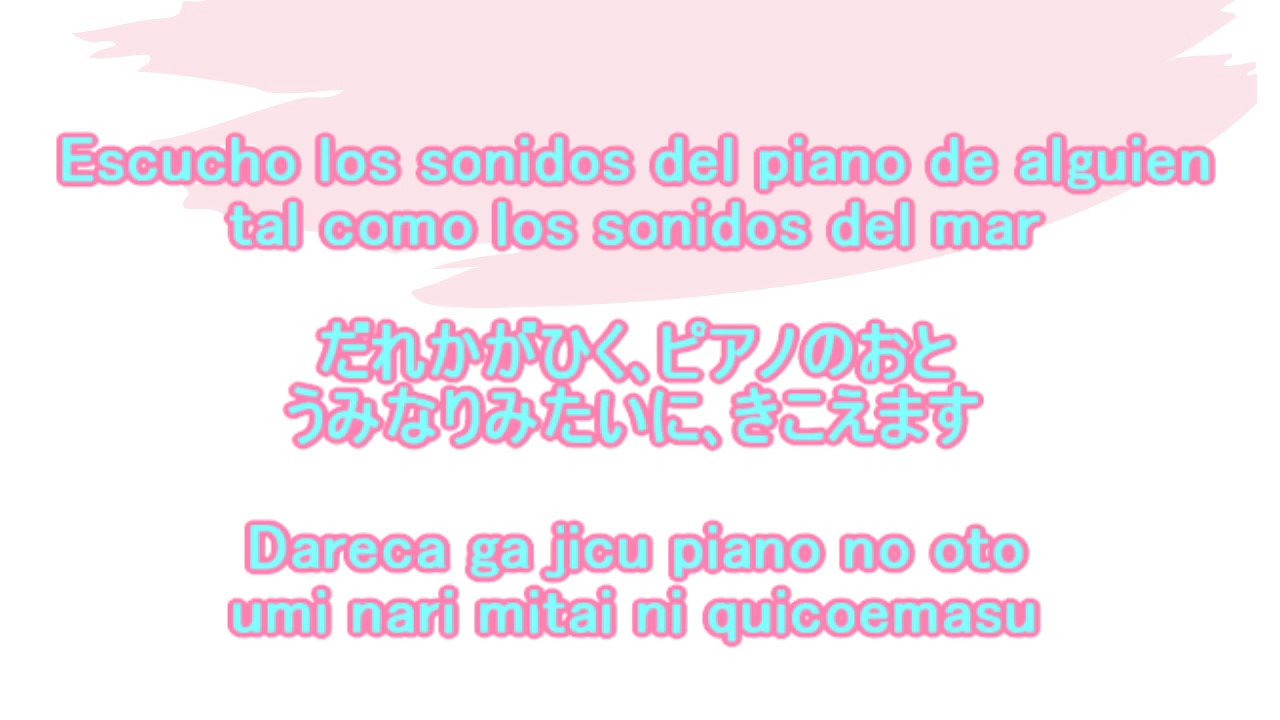 Escucho los sonidos del piano de alguien
tal como los sonidos del mar
だれかがひく、ピアノのおと
うみなりみたいに、きこえます
Dareca ga jicu piano no oto
umi nari mitai ni quicoemasu